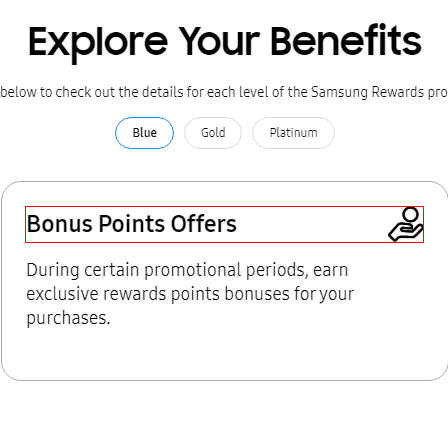 Explore Your Benefits
below to check out the details for each level of the Samsung Rewards pro
Blue
Gold
Platinum
Bonus Points Offers
During certain promotional periods, earn
exclusive rewards points bonuses for your
purchases.